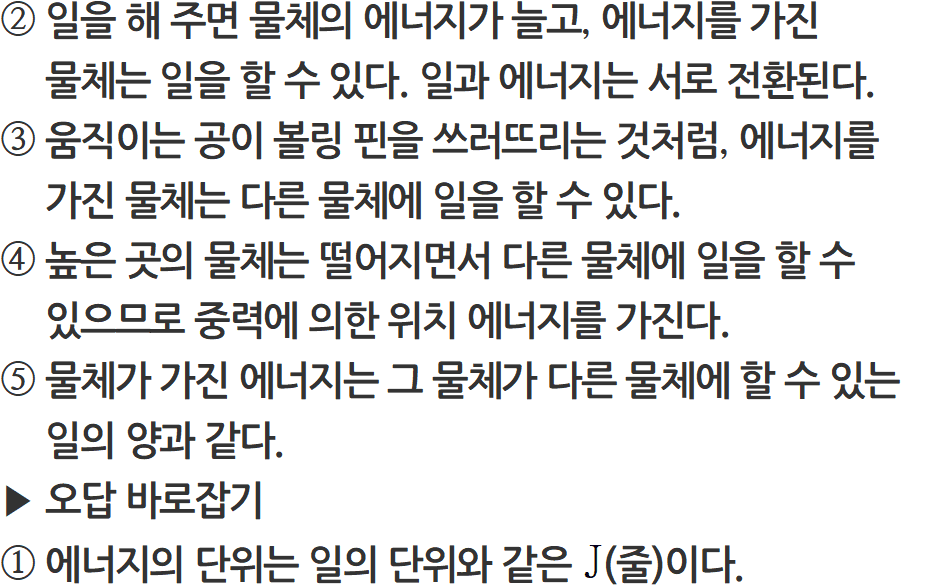 ② 일을 해 주면 물체의 에너지가 늘고, 에너지를 가진
물체는 일을 할 수 있다. 일과 에너지는 서로 전환된다.
③ 움직이는 공이 볼링 핀을 쓰러뜨리는 것처럼, 에너지를
가진 물체는 다른 물체에 일을 할 수 있다.
④ 높은 곳의 물체는 떨어지면서 다른 물체에 일을 할 수
있으므로 중력에 의한 위치 에너지를 가진다.
⑤ 물체가 가진 에너지는 그 물체가 다른 물체에 할 수 있는
일의 양과 같다.
▶ 오답 바로잡기
① 에너지의 단위는 일의 단위와 같은 J(줄)이다.